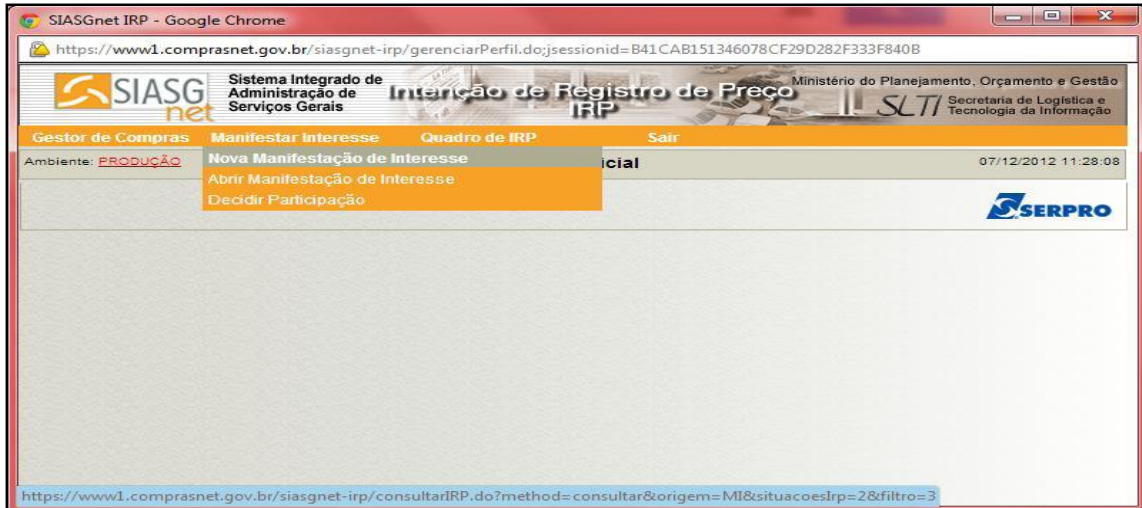 SIASGnet IRP - Google Chrome
https://www1.comprasnet.gov.br/siasgnet-irp/gerenciarPerfil.do;jsessionid=B41CAB151346078CF29D282F333F840B
SIASG
net
Sistema Integrado de
Administração de
Serviços Gerais
Intenção de Registro de Preço
IRP
Ministério do Planejamento, Orçamento e Gestão
SLTI
Secretaria de Logística e
Tecnologia da Informação
Gestor de Compras Manifestar Interesse Quadro de IRP Sair
Ambiente: PRODUÇÃO
icial
07/12/2012 11:28:08
Nova Manifestação de Interesse
Abrir Manifestação de Interesse
Decidir Participação
SERPRO
https://www1.comprasnet.gov.br/siasgnet-irp/consultarIRP.do?method=consultar&origem=MI&situacoesIrp=2&filtro=3